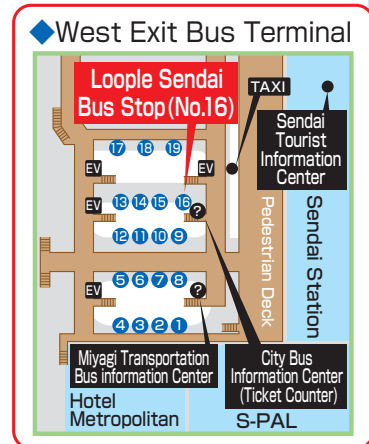 ◆West Exit Bus Terminal
Loople Sendai
Bus Stop (No.16)
TAXI
Sendai
Tourist
Information
Center
⑰ ⑱ ⑲
EV
EV
EV
⑬ ⑭ ⑮ ⑯
?
⑫ ⑪ ⑩ ⑨
Pedestrian Deck
Sendai Station
⑤ ⑥ ⑦ ⑧
EV
?
④ ③ ② ①
Miyagi Transportation
Bus information Center
City Bus
Information Center
(Ticket Counter)
Hotel
Metropolitan
S-PAL